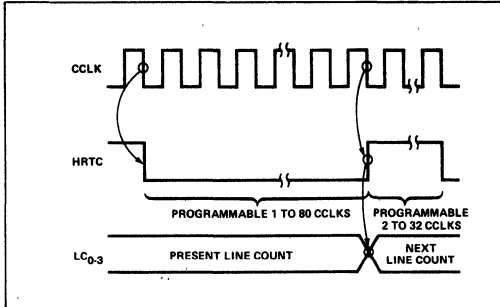 CCLK
HRTC
PROGRAMMABLE 1 TO 80 CCLKS
PROGRAMMABLE
2 TO 32 CCLKS
LC0-3
PRESENT LINE COUNT
NEXT
LINE COUNT